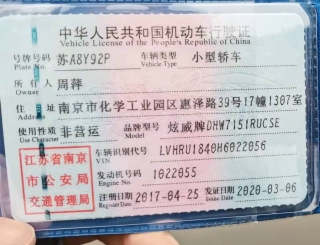 中华人民共和国机动车行驶证
Vehicle License of the People's Republic of China
号牌号码 苏A8Y92P 车辆类型 小型轿车
Plate No. Vehicle Type
所有人 周萍
Owner
住址 南京市化学工业园区惠泽路39号17幢1307室
Address
使用性质 非营运 品牌型号 炫威牌DHW7151RUCSE
江苏省南京市公安局交通管理局
车辆识别代号 LVHRU1840H6022056
VIN
发动机号码 1022055
Engine No.
注册日期 2017-04-25 发证日期 2020-03-06
Register Date Issue Date